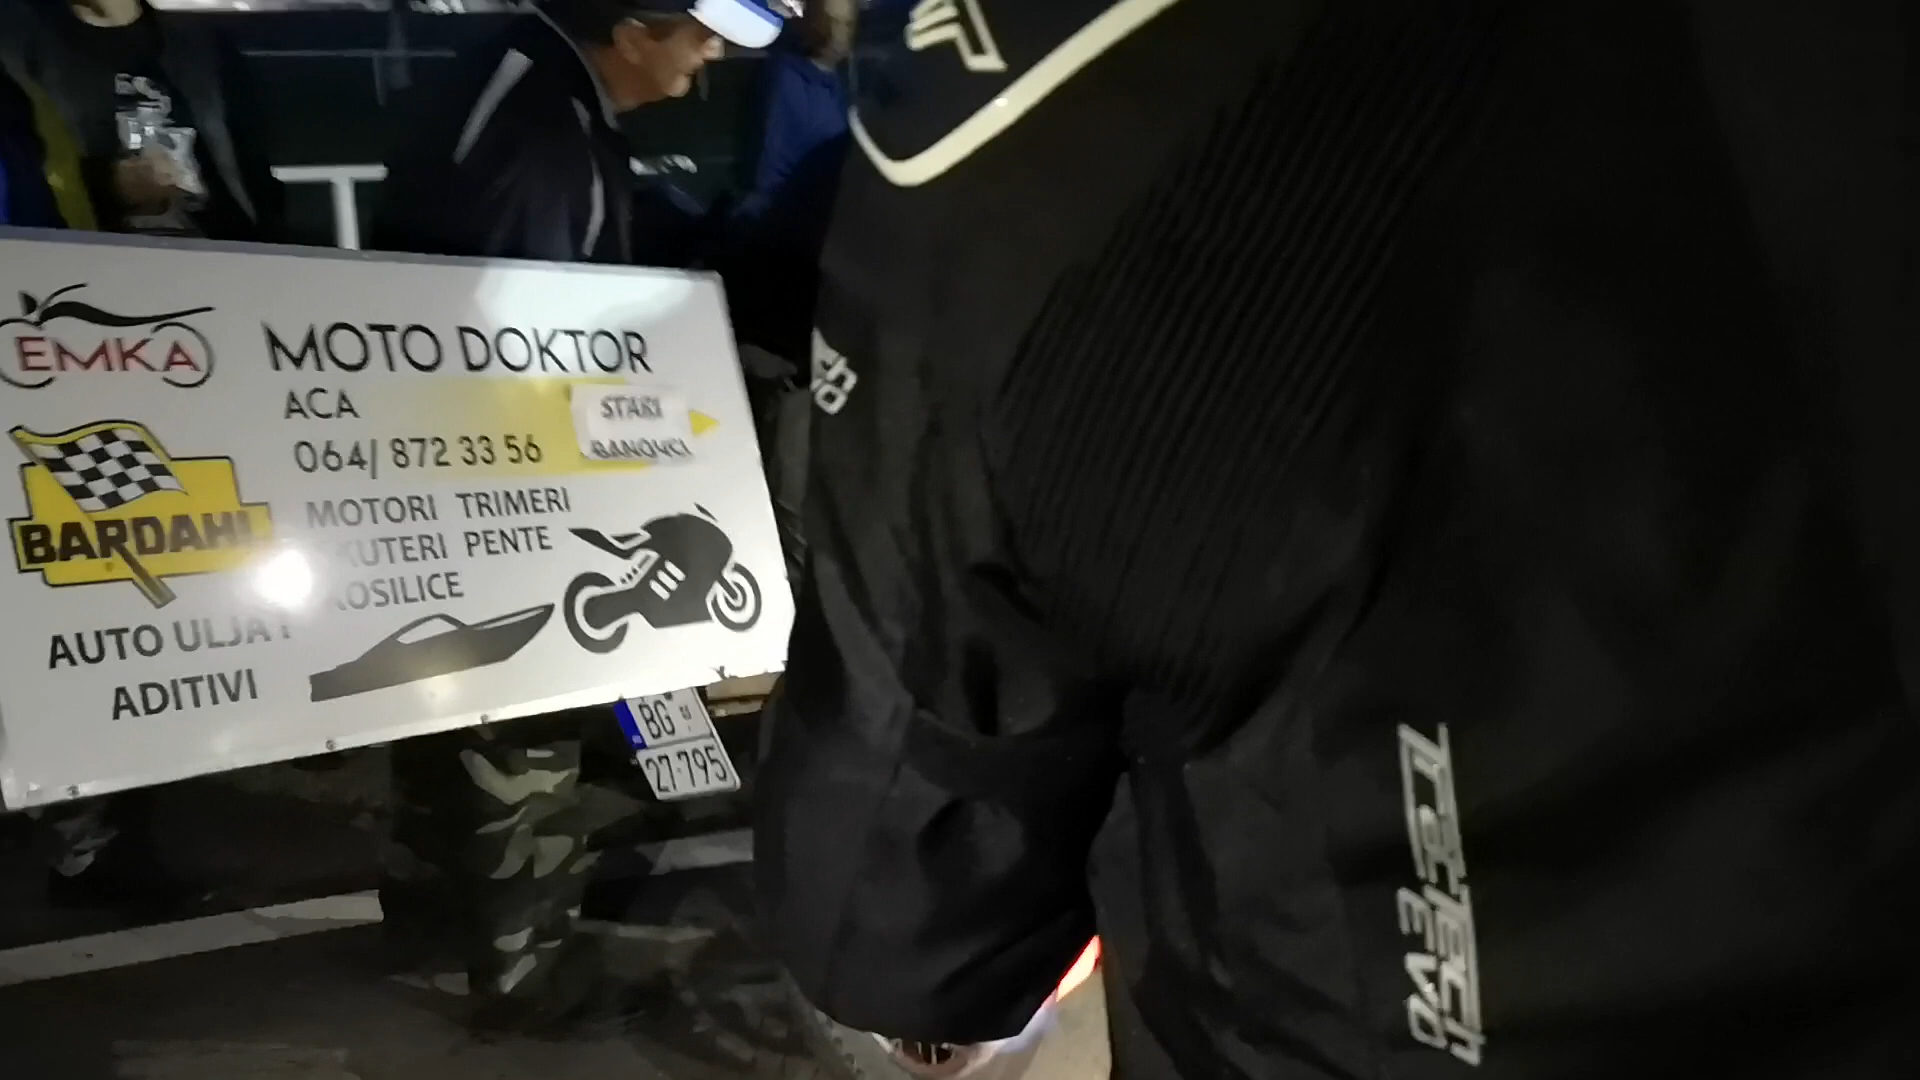 EMKA
MOTO DOKTOR
ACA
064/ 872 33 56
STARI
BANOVCI
BARDAHL
MOTORI TRIMERI
PENTE
AUTO ULJA I
ADITIVI
BG
27-795
TECH
EVO